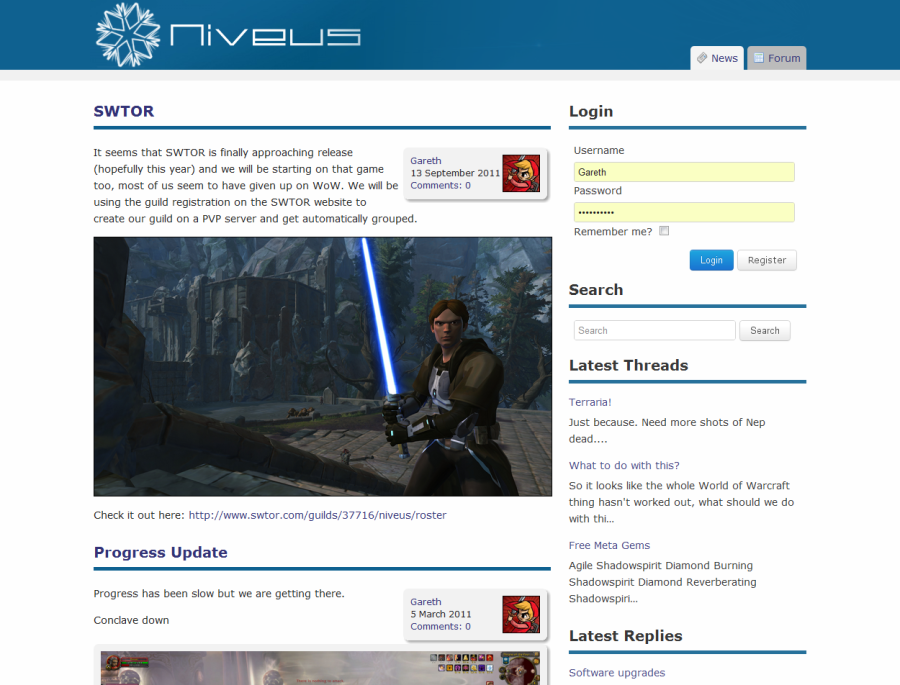 Niveus
News
Forum
SWTOR
It seems that SWTOR is finally approaching release
(hopefully this year) and we will be starting on that game
too, most of us seem to have given up on WoW. We will be
using the guild registration on the SWTOR website to
create our guild on a PVP server and get automatically grouped.
Gareth
13 September 2011
Comments: 0
Check it out here: http://www.swtor.com/guilds/37716/niveus/roster
Progress Update
Progress has been slow but we are getting there.
Conclave down
Gareth
5 March 2011
Comments: 0
Login
Username
Gareth
Password
••••••••••
Remember me?
Login
Register
Search
Search
Search
Latest Threads
Terraria!
Just because. Need more shots of Nep
dead....
What to do with this?
So it looks like the whole World of Warcraft
thing hasn't worked out, what should we do
with thi...
Free Meta Gems
Agile Shadowspirit Diamond Burning
Shadowspirit Diamond Reverberating
Shadowspiri...
Latest Replies
Software upgrades